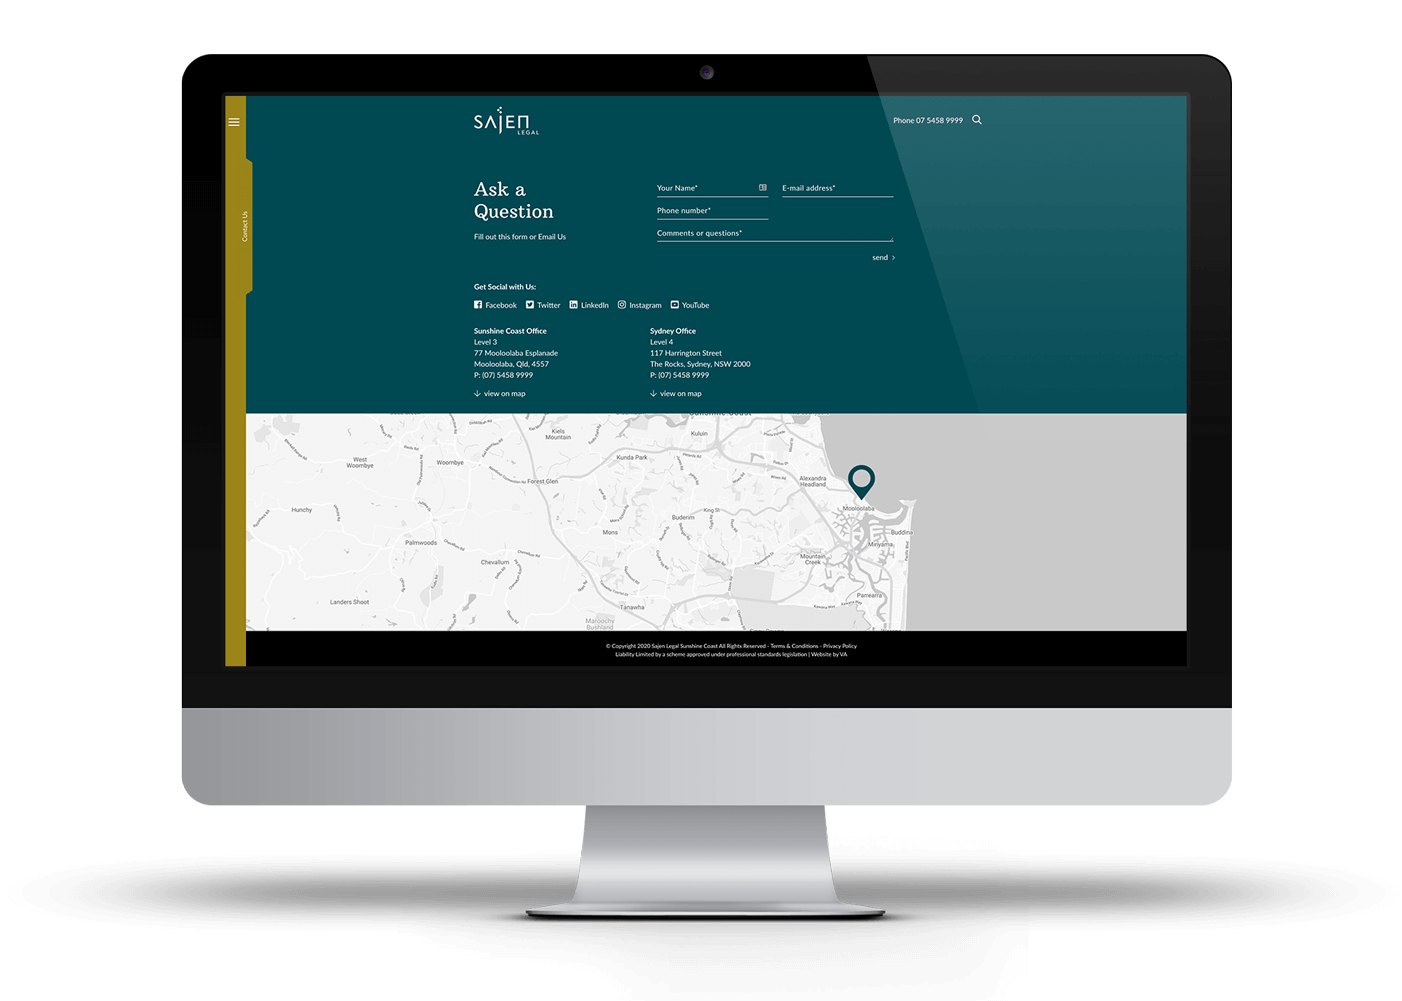 SAJEN
LEGAL
Phone 07 5458 9999
Contact Us
Ask a
Question
Fill out this form or Email Us
Your Name*
E-mail address*
Phone number*
Comments or questions*
send
Get Social with Us:
Facebook Twitter LinkedIn Instagram YouTube
Sunshine Coast Office
Level 3
77 Mooloolaba Esplanade
Mooloolaba, Qld, 4557
P: (07) 5458 9999
view on map
Sydney Office
Level 4
117 Harrington Street
The Rocks, Sydney, NSW 2000
P: (07) 5458 9999
view on map
Kiels
Mountain
Kuluin
West
Woombye
Woombye
Kunda Park
Forest Glen
Alexandra
Headland
Hunchy
King St
Mooloolaba
Buderim
Mons
Buddina
Palmwoods
Minyama
Chevallum
Mountain
Creek
Landers Shoot
Parrearra
Tanawha
Maroochy
Bushland
© Copyright 2020 Sajen Legal Sunshine Coast All Rights Reserved - Terms & Conditions - Privacy Policy
Liability Limited by a scheme approved under professional standards legislation | Website by VA